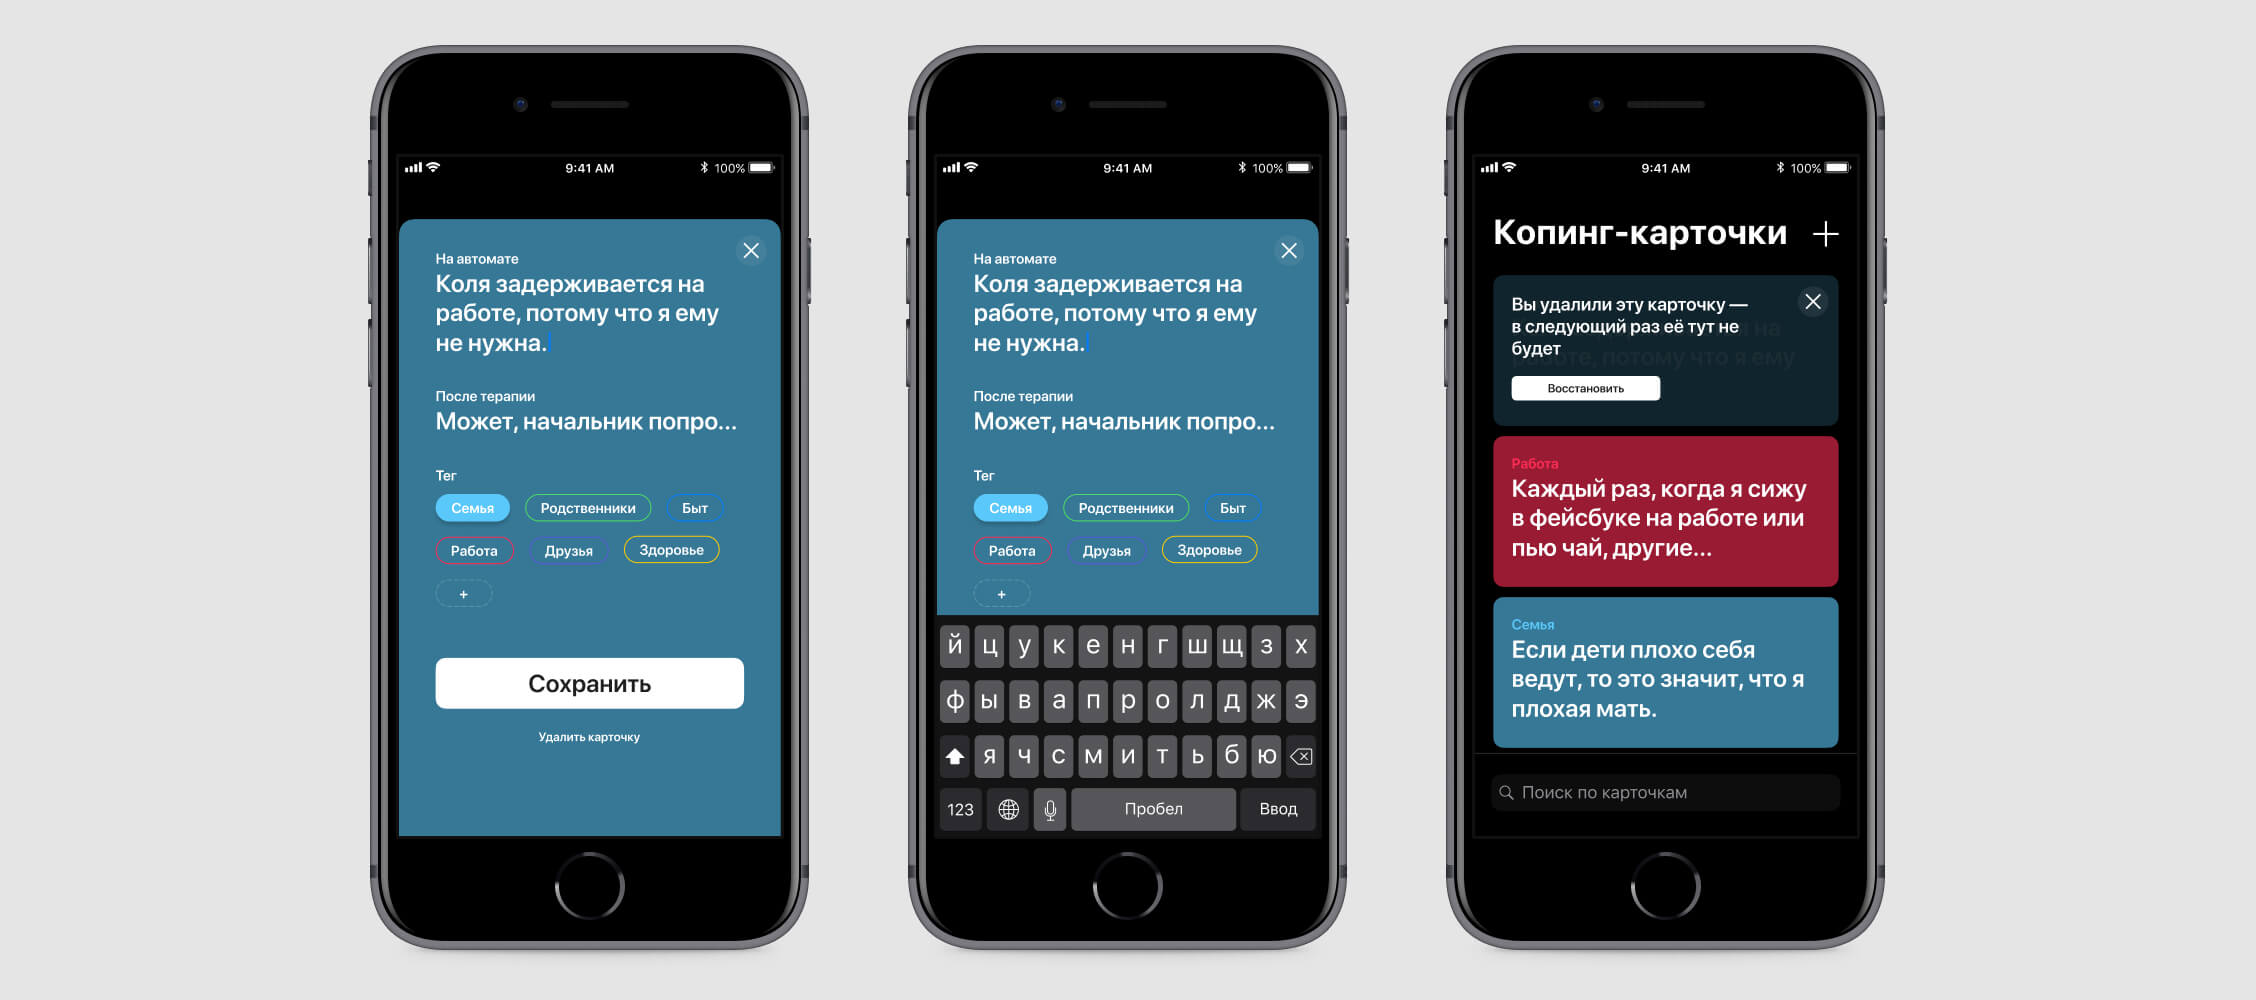 9:41 AM
100%
На автомате
Коля задерживается на
работе, потому что я ему
не нужна.
После терапии
Может, начальник попро...
Тег
Семья Родственники Быт
Работа Друзья Здоровье
+
Сохранить
Удалить карточку
9:41 AM
100%
На автомате
Коля задерживается на
работе, потому что я ему
не нужна.
После терапии
Может, начальник попро...
Тег
Семья Родственники Быт
Работа Друзья Здоровье
+
й ц у к е н г ш щ з х
ф ы в а п р о л д ж э
я ч с м и т ь б ю
123 Пробел Ввод
9:41 AM
100%
Копинг-карточки
Вы удалили эту карточку —
в следующий раз её тут не
будет
Восстановить
Работа
Каждый раз, когда я сижу
в фейсбуке на работе или
пью чай, другие...
Семья
Если дети плохо себя
ведут, то это значит, что я
плохая мать.
Поиск по карточкам